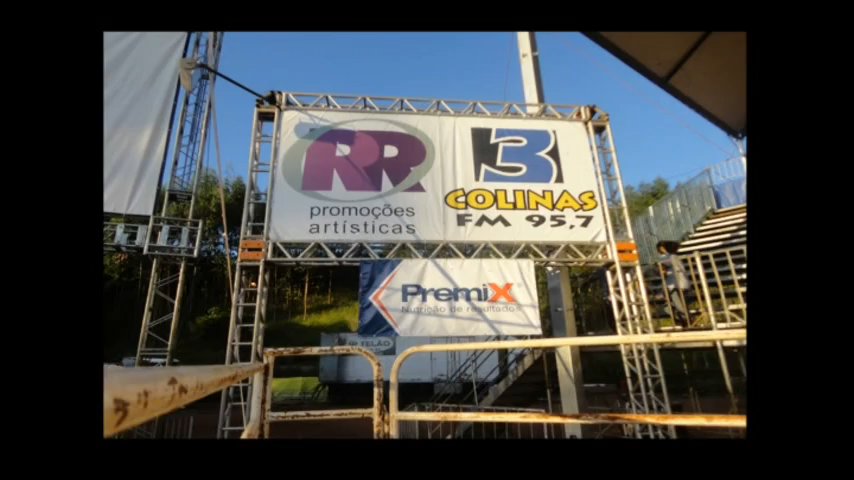 RR
promoções
artísticas
3
COLINAS
FM 95,7
PremiX
Nutrição de resultados
TELÃO